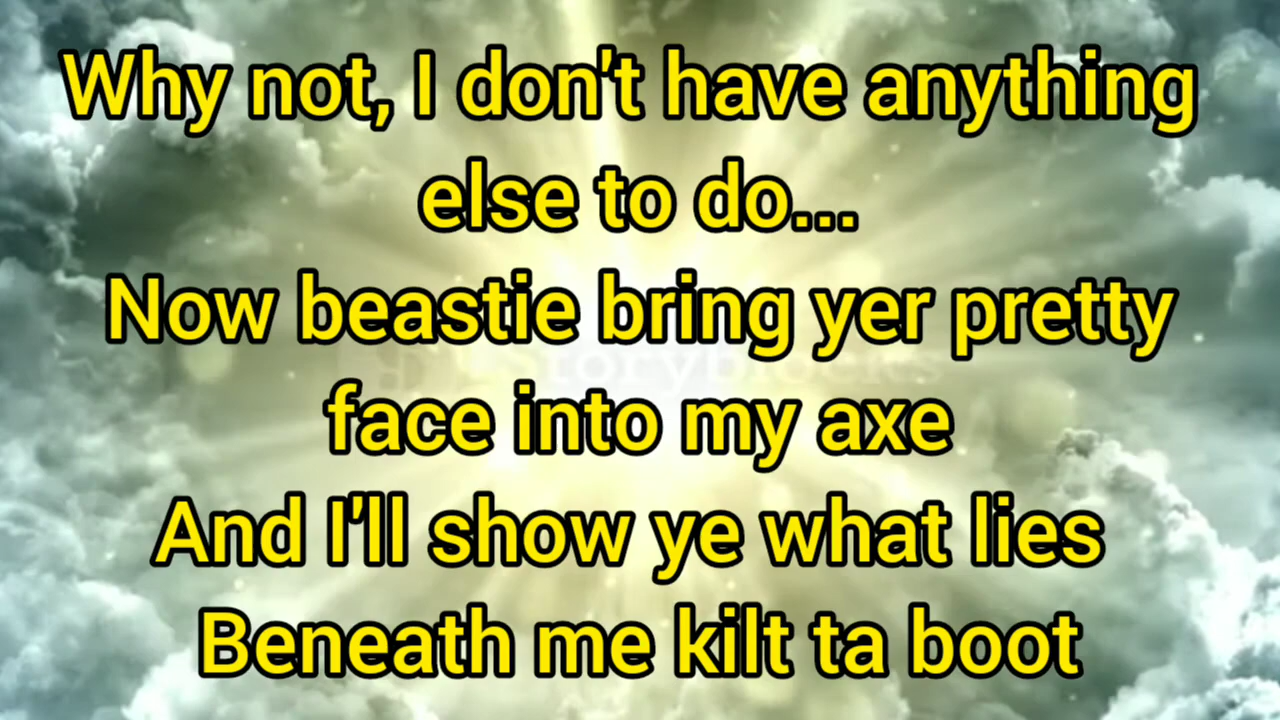 Why not, I don't have anything
else to do...
Now beastie bring yer pretty
face into my axe
And I'll show ye what lies
Beneath me kilt ta boot
Storyblocks